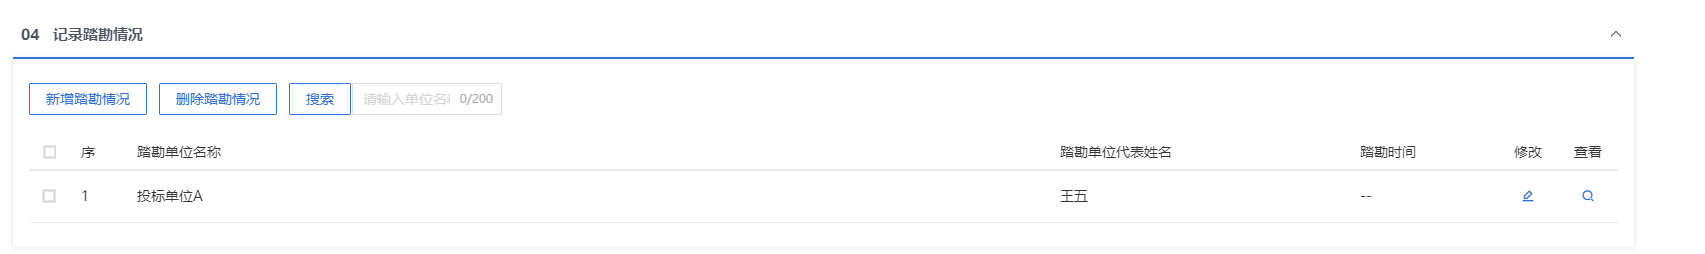 04 记录踏勘情况
新增踏勘情况 删除踏勘情况 搜索 请输入单位名称 0/200
序 踏勘单位名称 踏勘单位代表姓名 踏勘时间 修改 查看
1 投标单位A 王五 --